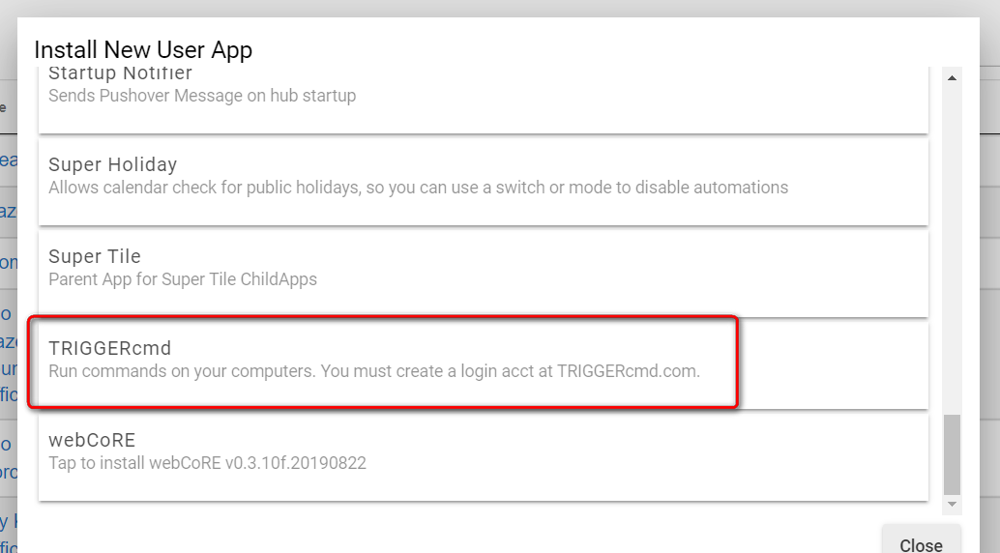 Install New User App
Startup Notifier
Sends Pushover Message on hub startup
Super Holiday
Allows calendar check for public holidays, so you can use a switch or mode to disable automations
Super Tile
Parent App for Super Tile ChildApps
TRIGGERcmd
Run commands on your computers. You must create a login acct at TRIGGERcmd.com.
webCoRE
Tap to install webCoRE v0.3.10f.20190822
Close